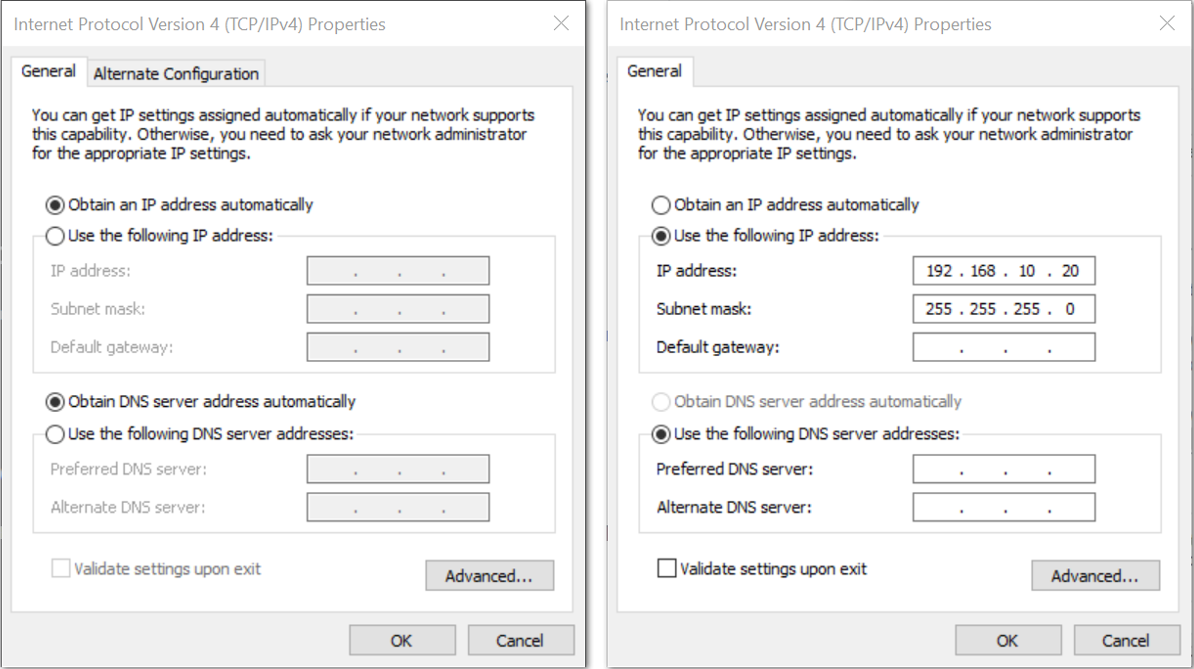 Internet Protocol Version 4 (TCP/IPv4) Properties
General
Alternate Configuration
You can get IP settings assigned automatically if your network supports
this capability. Otherwise, you need to ask your network administrator
for the appropriate IP settings.
Obtain an IP address automatically
Use the following IP address:
IP address:
. . .
Subnet mask:
. . .
Default gateway:
. . .
Obtain DNS server address automatically
Use the following DNS server addresses:
Preferred DNS server:
. . .
Alternate DNS server:
. . .
Validate settings upon exit
Advanced...
OK
Cancel
Internet Protocol Version 4 (TCP/IPv4) Properties
General
You can get IP settings assigned automatically if your network supports
this capability. Otherwise, you need to ask your network administrator
for the appropriate IP settings.
Obtain an IP address automatically
Use the following IP address:
IP address:
192 . 168 . 10 . 20
Subnet mask:
255 . 255 . 255 . 0
Default gateway:
. . .
Obtain DNS server address automatically
Use the following DNS server addresses:
Preferred DNS server:
. . .
Alternate DNS server:
. . .
Validate settings upon exit
Advanced...
OK
Cancel